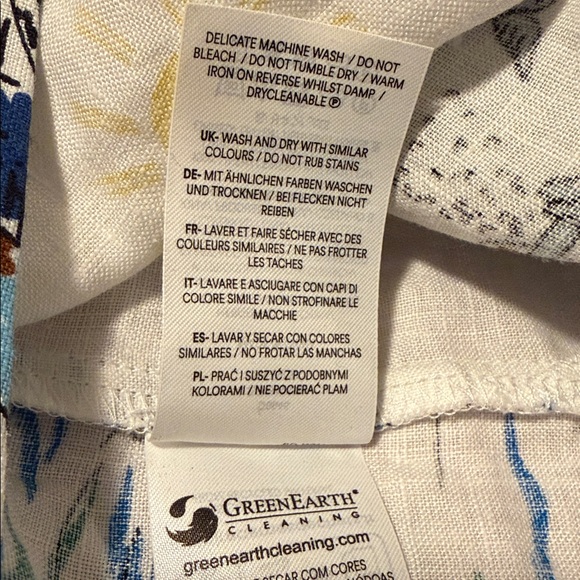 DELICATE MACHINE WASH / DO NOT
BLEACH / DO NOT TUMBLE DRY / WARM
IRON ON REVERSE WHILST DAMP /
DRYCLEANABLE Ⓟ
UK- WASH AND DRY WITH SIMILAR
COLOURS / DO NOT RUB STAINS
DE- MIT ÄHNLICHEN FARBEN WASCHEN
UND TROCKNEN / BEI FLECKEN NICHT
REIBEN
FR- LAVER ET FAIRE SÉCHER AVEC DES
COULEURS SIMILAIRES / NE PAS FROTTER
LES TACHES
IT- LAVARE E ASCIUGARE CON CAPI DI
COLORE SIMILE / NON STROFINARE LE
MACCHIE
ES- LAVAR Y SECAR CON COLORES
SIMILARES / NO FROTAR LAS MANCHAS
PL- PRAĆ I SUSZYĆ Z PODOBNYMI
KOLORAMI / NIE POCIERAĆ PLAM
GREENEARTH®
CLEANING
greenearthcleaning.com
SECAR COM CORES